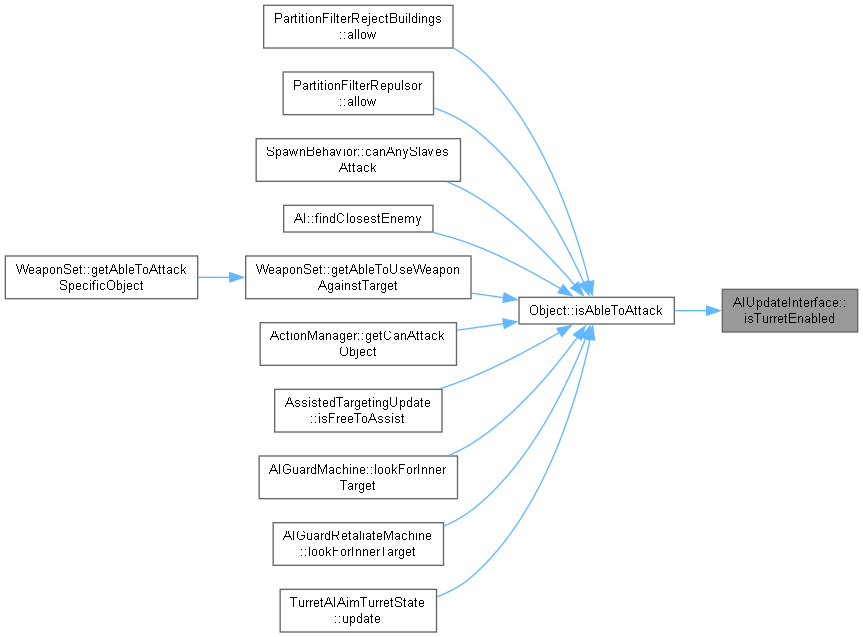 PartitionFilterRejectBuildings
::allow
PartitionFilterRepulsor
::allow
SpawnBehavior::canAnySlaves
Attack
AI::findClosestEnemy
WeaponSet::getAbleToAttack
SpecificObject
WeaponSet::getAbleToUseWeapon
AgainstTarget
Object::isAbleToAttack
AIUpdateInterface::
isTurretEnabled
ActionManager::getCanAttack
Object
AssistedTargetingUpdate
::isFreeToAssist
AIGuardMachine::lookForInner
Target
AIGuardRetaliateMachine
::lookForInnerTarget
TurretAIAimTurretState
::update